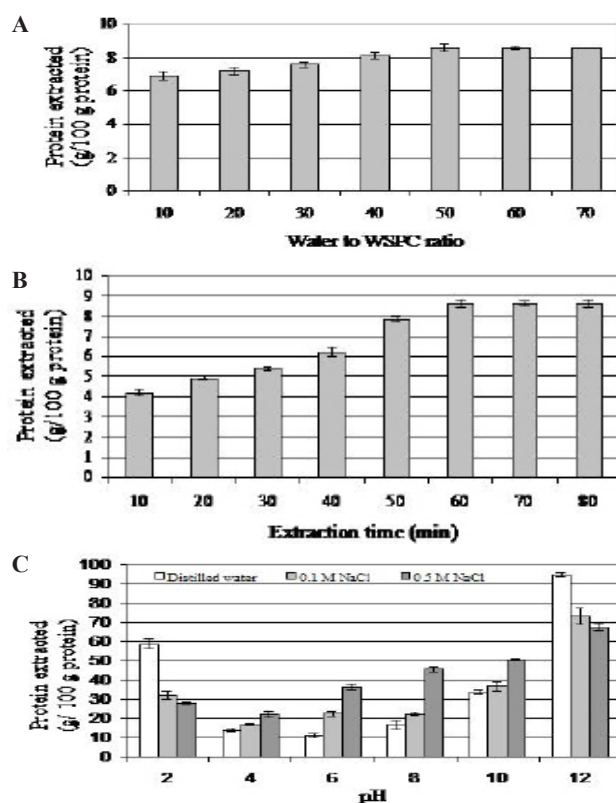 A
Protein extracted
(g/100 g protein)
10
8
6
4
2
0
10 20 30 40 50 60 70
Water to WSPC ratio
B
Protein extracted
(g/100 g protein)
10
9
8
7
6
5
4
3
2
1
0
10 20 30 40 50 60 70 80
Extraction time (min)
C
Protein extracted
(g/ 100 g protein)
Distilled water 0.1 M NaCl 0.5 M NaCl
100
90
80
70
60
50
40
30
20
10
0
2 4 6 8 10 12
pH